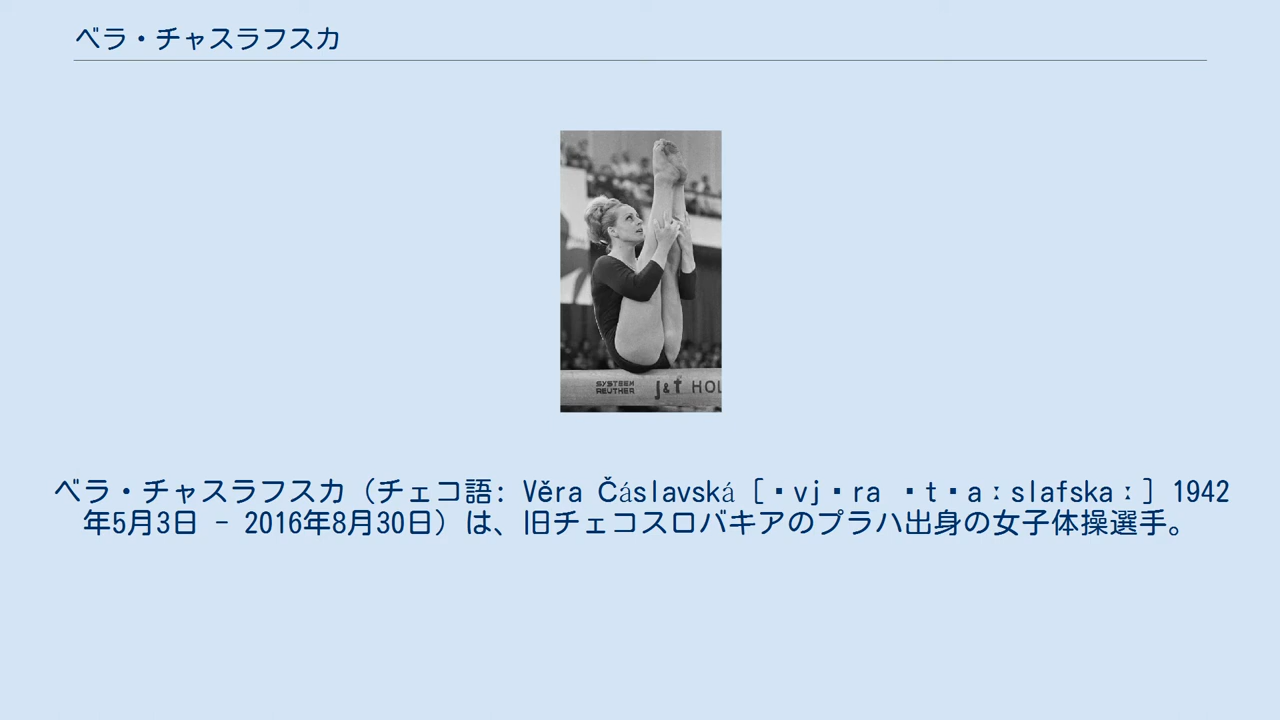 ベラ・チャスラフスカ
SYSTEEM
REUTHER
j&f HOL
ベラ・チャスラフスカ（チェコ語: Věra Čáslavská [▪vj▪ra ▪t▪aːslafskaː] 1942
年5月3日 - 2016年8月30日）は、旧チェコスロバキアのプラハ出身の女子体操選手。